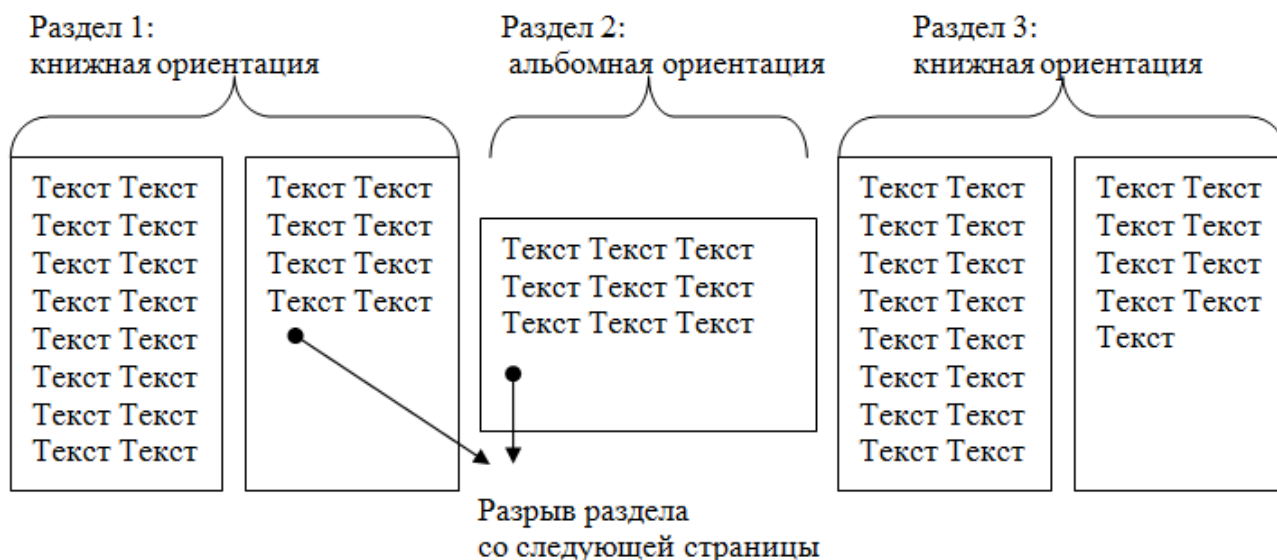 Раздел 1:
книжная ориентация
Раздел 2:
альбомная ориентация
Раздел 3:
книжная ориентация
Текст Текст
Текст Текст
Текст Текст
Текст Текст
Текст Текст
Текст Текст
Текст Текст
Текст Текст
Текст Текст
Текст Текст
Текст Текст
Текст Текст
Текст Текст Текст
Текст Текст Текст
Текст Текст Текст
Текст Текст
Текст Текст
Текст Текст
Текст Текст
Текст Текст
Текст Текст
Текст Текст
Текст Текст
Текст Текст
Текст Текст
Текст Текст
Текст Текст
Текст
Разрыв раздела
со следующей страницы